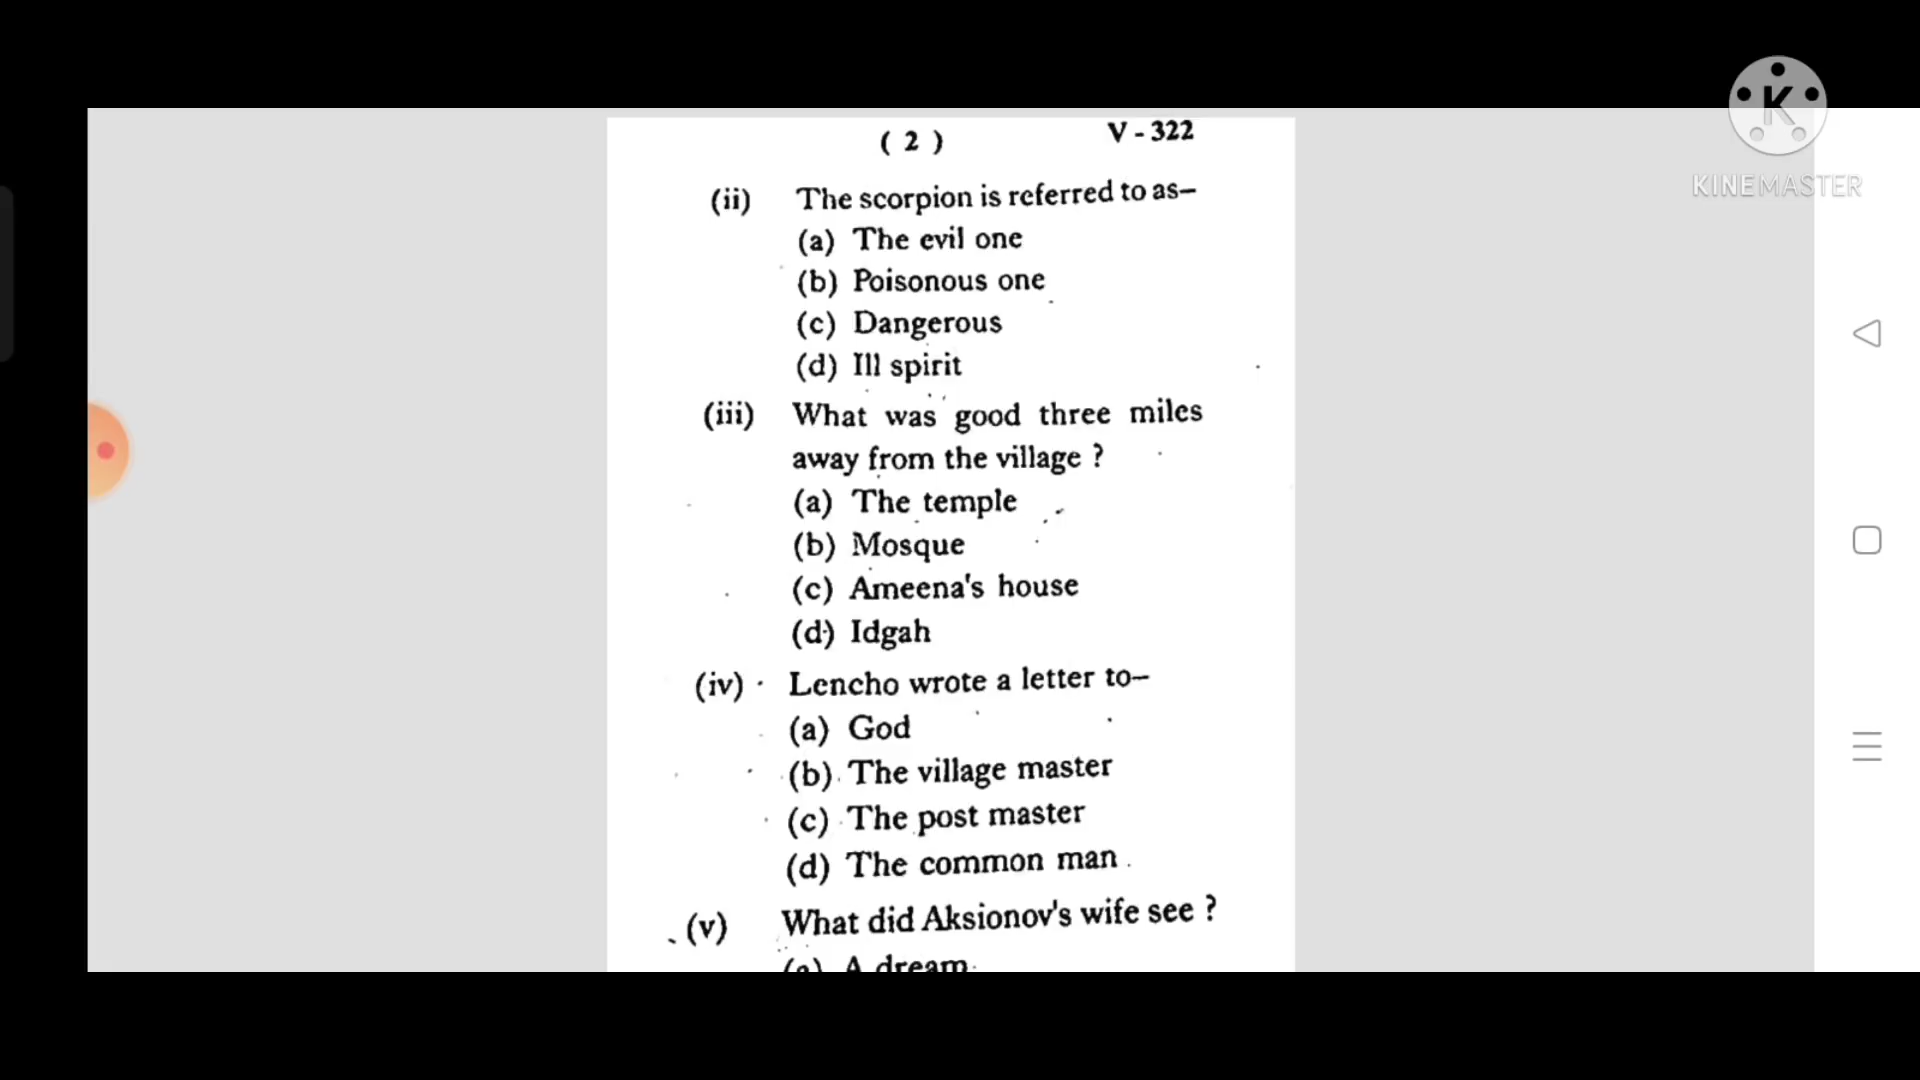 ( 2 )
V - 322
KINEMASTER
(ii) The scorpion is referred to as–
(a) The evil one
(b) Poisonous one
(c) Dangerous
(d) Ill spirit
(iii) What was good three miles
away from the village ?
(a) The temple
(b) Mosque
(c) Ameena's house
(d) Idgah
(iv) Lencho wrote a letter to–
(a) God
(b) The village master
(c) The post master
(d) The common man
(v) What did Aksionov's wife see ?
(a) A dream